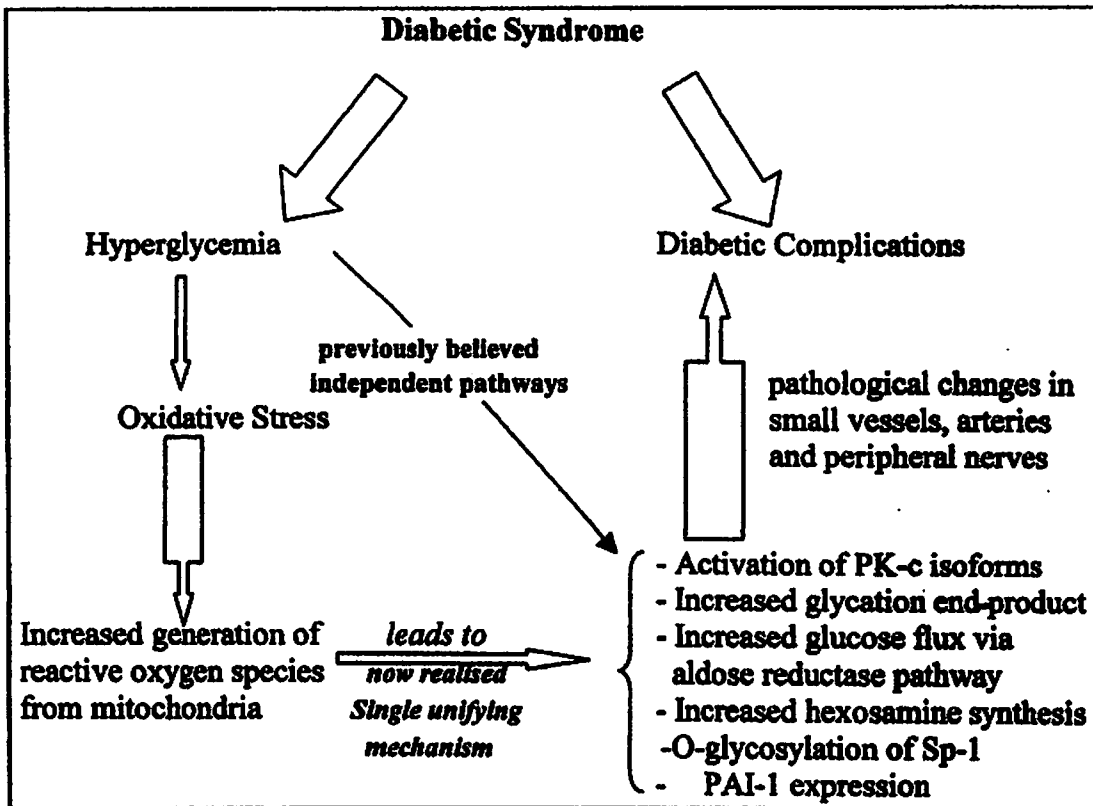 Diabetic Syndrome
Hyperglycemia
Diabetic Complications
previously believed
independent pathways
pathological changes in
small vessels, arteries
and peripheral nerves
Oxidative Stress
Increased generation of
reactive oxygen species
from mitochondria
leads to
now realised
Single unifying
mechanism
- Activation of PK-c isoforms
- Increased glycation end-product
- Increased glucose flux via
aldose reductase pathway
- Increased hexosamine synthesis
-O-glycosylation of Sp-1
- PAI-1 expression